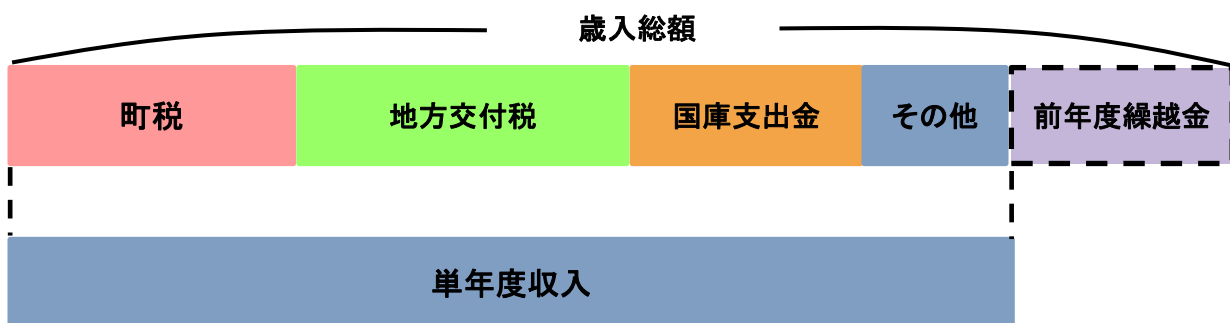 歳入総額
町税
地方交付税
国庫支出金
その他
前年度繰越金
単年度収入